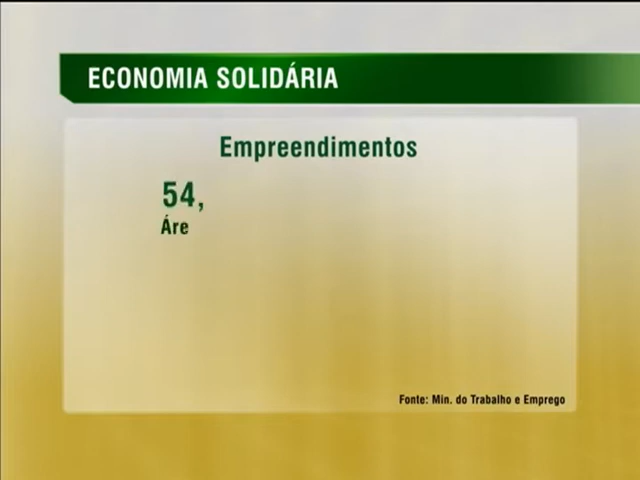 ECONOMIA SOLIDÁRIA
Empreendimentos
54,
Áre
Fonte: Min. do Trabalho e Emprego